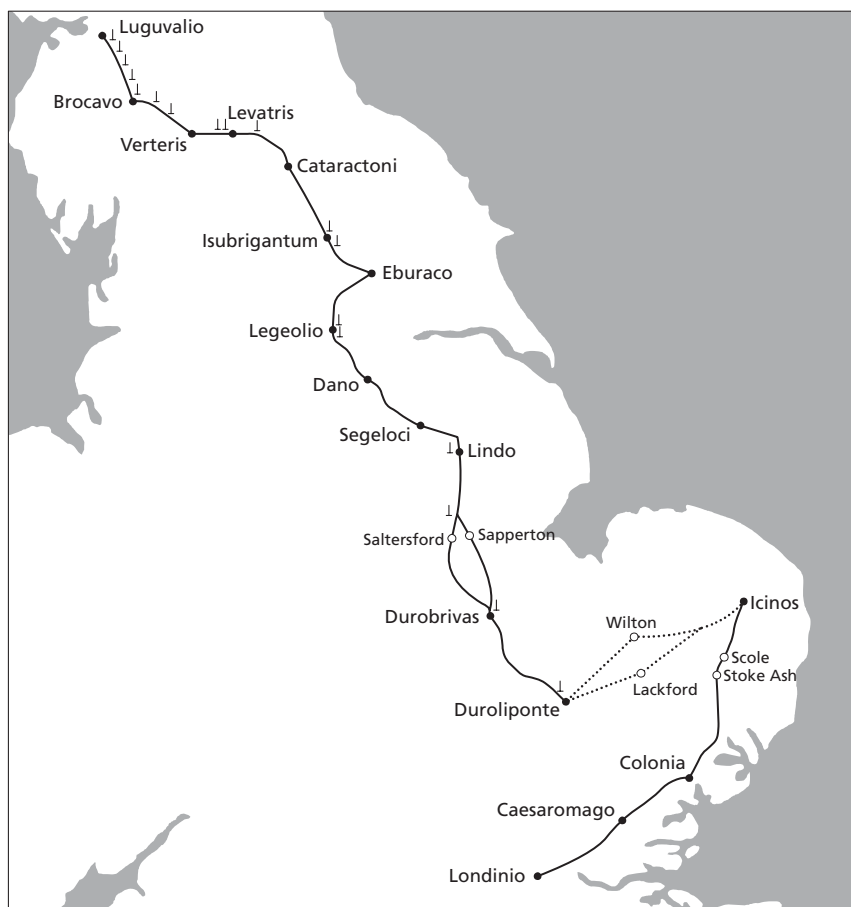 Luguvalio
Brocavo
Levatris
Verteris
Cataractoni
Isubrigantum
Eburaco
Legeolio
Dano
Segeloci
Lindo
Saltersford
Sapperton
Durobrivas
Icinos
Wilton
Scole
Stoke Ash
Lackford
Duroliponte
Colonia
Caesaromago
Londinio